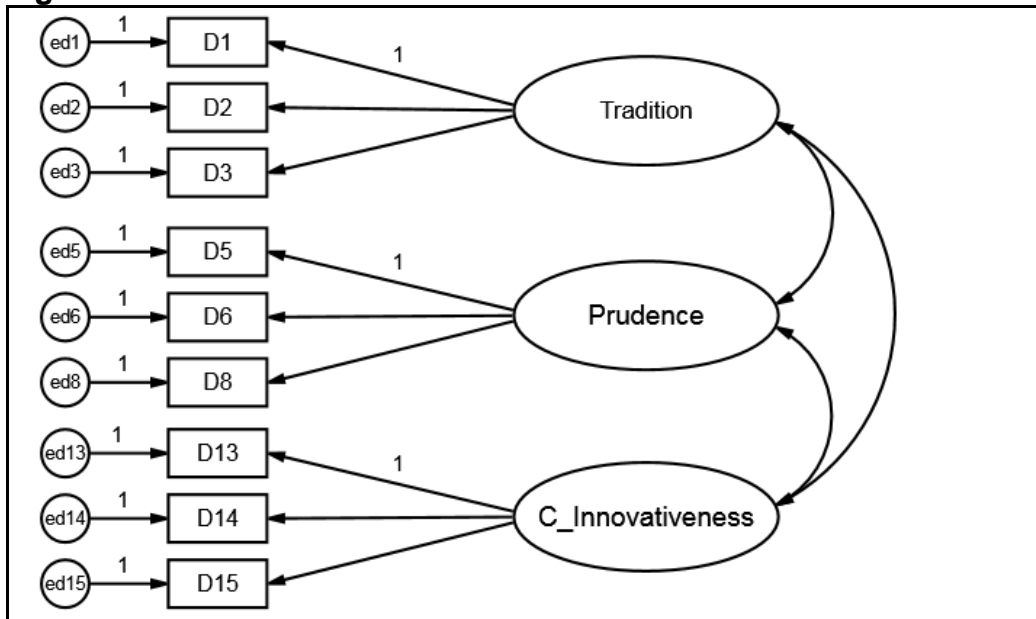 ed1 1 D1 1
Tradition
ed2 1 D2
ed3 1 D3
ed5 1 D5 1
ed6 1 D6 Prudence
ed8 1 D8
ed13 1 D13 1
ed14 1 D14 C_Innovativeness
ed15 1 D15